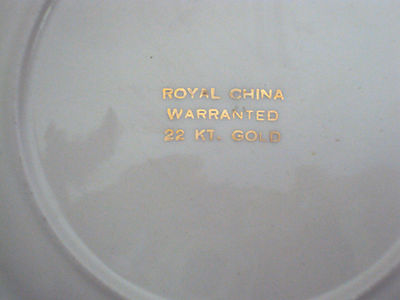 ROYAL CHINA
WARRANTED
22 KT. GOLD